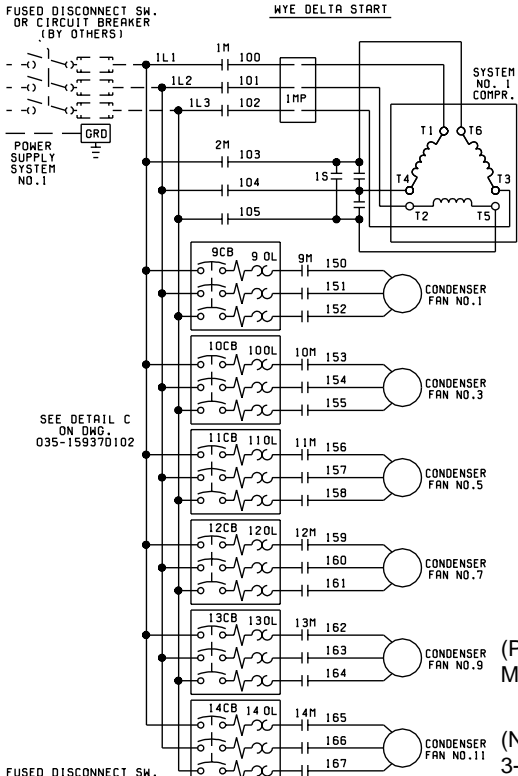 FUSED DISCONNECT SW.
OR CIRCUIT BREAKER
(BY OTHERS)
WYE DELTA START
1L1
1M
100
1L2
101
1L3
102
1MP
SYSTEM
NO. 1
COMPR.
GRD
POWER
SUPPLY
SYSTEM
NO.1
2M
103
1S
104
105
T1
T6
T4
T3
T2
T5
9CB
9 OL
9M
150
151
152
CONDENSER
FAN NO.1
10CB
10OL
10M
153
154
155
CONDENSER
FAN NO.3
SEE DETAIL C
ON DWG.
035-159370102
11CB
11OL
11M
156
157
158
CONDENSER
FAN NO.5
12CB
12OL
12M
159
160
161
CONDENSER
FAN NO.7
13CB
13OL
13M
162
163
164
CONDENSER
FAN NO.9
(P
M
14CB
14 OL
14M
165
166
167
CONDENSER
FAN NO.11
(N
3-
FUSED DISCONNECT SW.